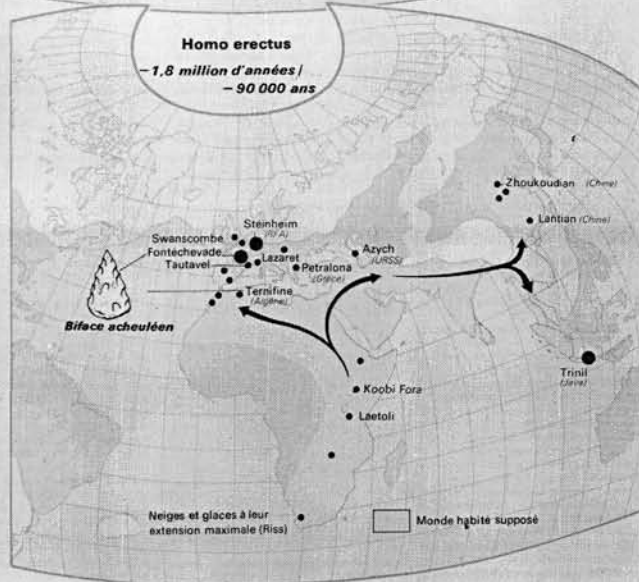 Homo erectus
–1,8 million d'années /
– 90 000 ans
Zhoukoudian (Chine)
Lantian (Chine)
Steinheim
(RFA)
Swanscombe
Fontéchevade
Tautavel
Lazaret
Azych
(URSS)
Petralona
(Grèce)
Ternifine
(Algérie)
Biface acheuléen
Trinil
(Java)
Koobi Fora
Laetoli
Neiges et glaces à leur
extension maximale (Riss)
Monde habité supposé